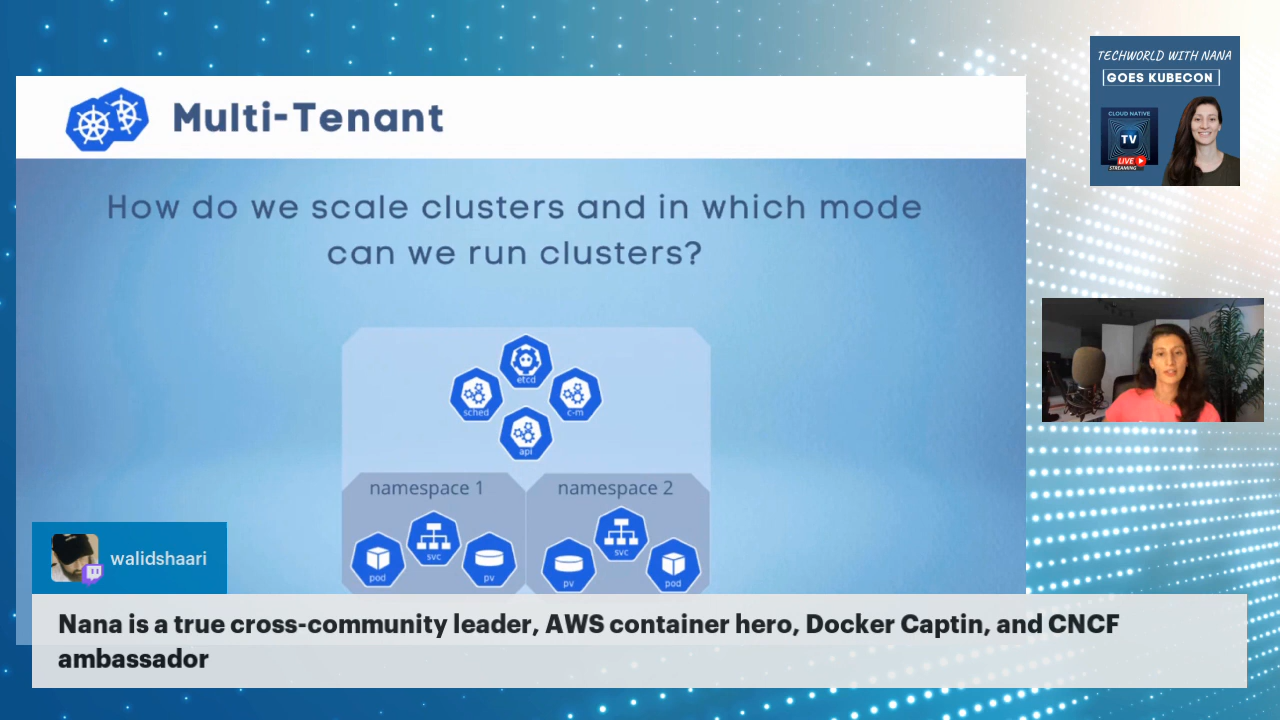 TECHWORLD WITH NANA
GOES KUBECON
CLOUD NATIVE
TV
LIVE
STREAMING
Multi-Tenant
How do we scale clusters and in which mode
can we run clusters?
etcd
sched
c-m
api
namespace 1
namespace 2
svc
svc
pod
pv
pv
pod
walidshaari
Nana is a true cross-community leader, AWS container hero, Docker Captin, and CNCF
ambassador